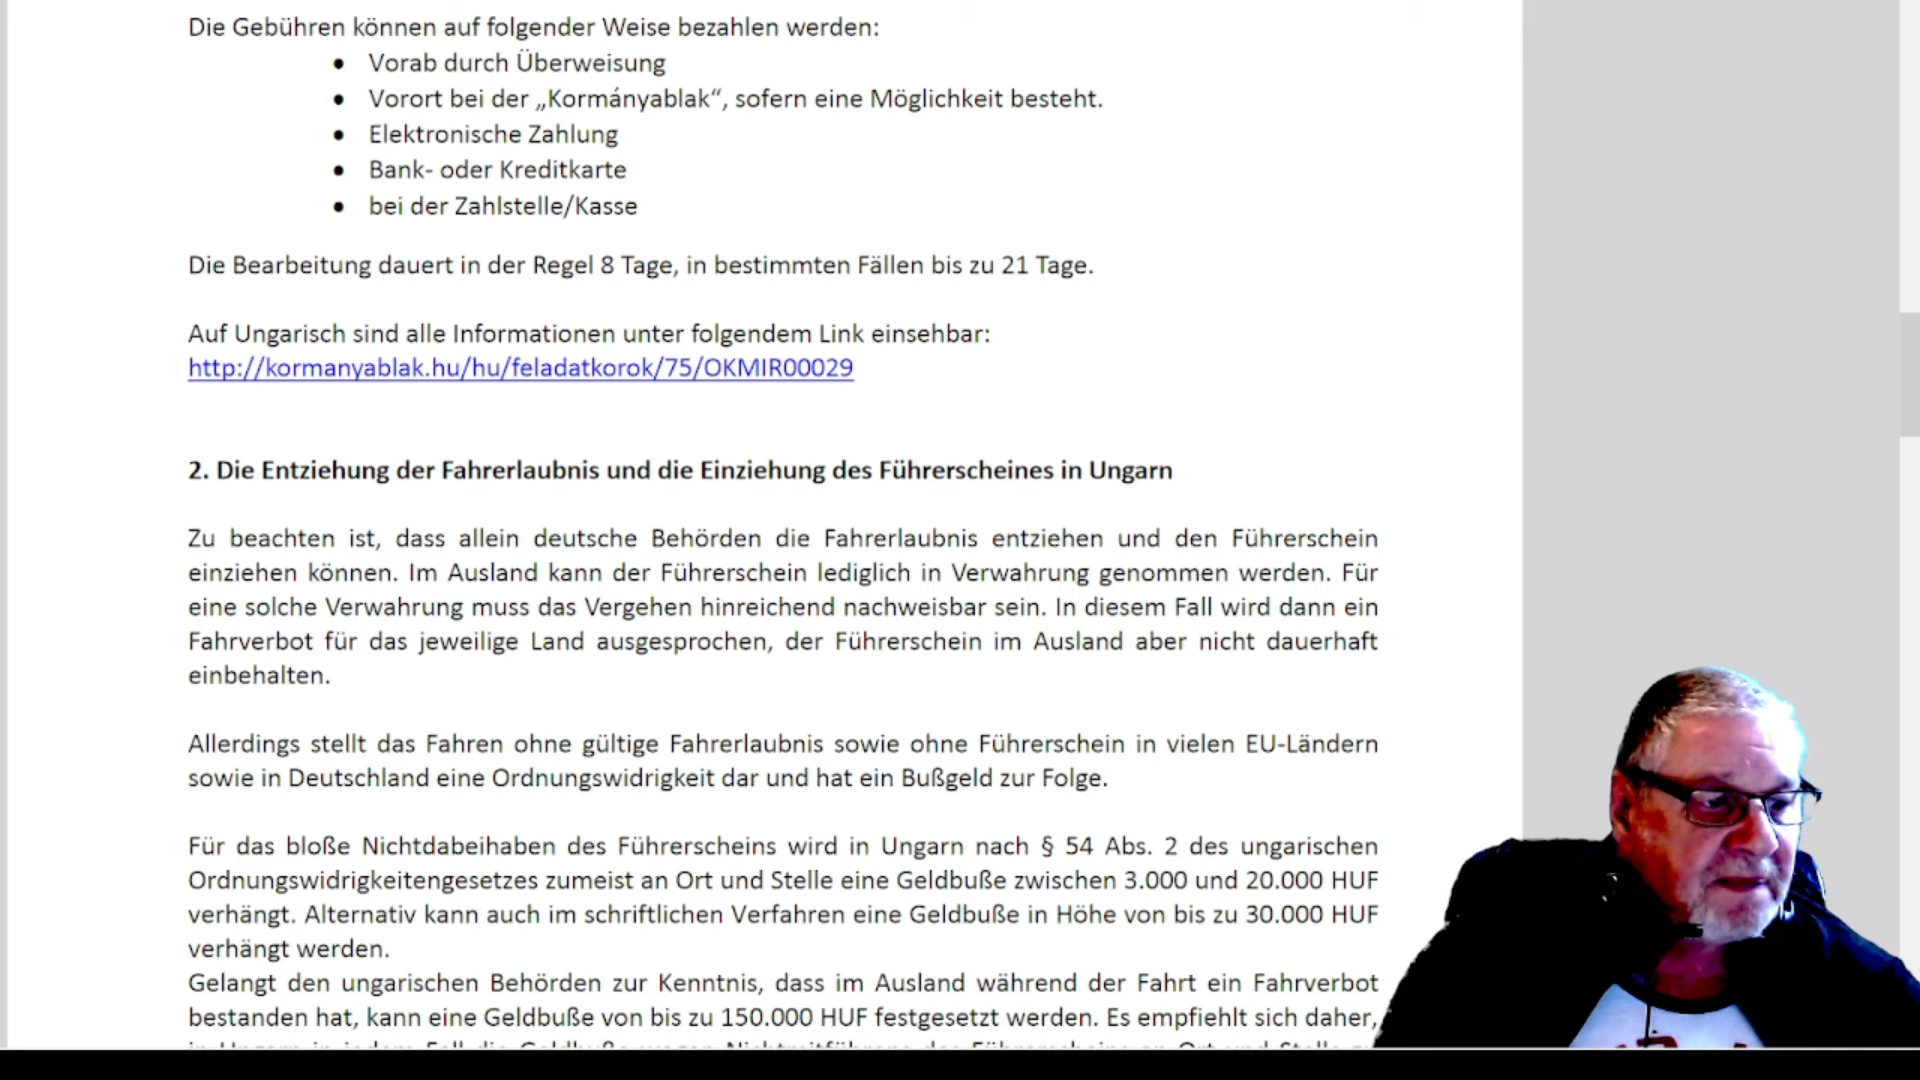 Die Gebühren können auf folgender Weise bezahlen werden:
• Vorab durch Überweisung
• Vorort bei der „Kormányablak“, sofern eine Möglichkeit besteht.
• Elektronische Zahlung
• Bank- oder Kreditkarte
• bei der Zahlstelle/Kasse
Die Bearbeitung dauert in der Regel 8 Tage, in bestimmten Fällen bis zu 21 Tage.
Auf Ungarisch sind alle Informationen unter folgendem Link einsehbar:
http://kormanyablak.hu/hu/feladatkorok/75/OKMIR00029
2. Die Entziehung der Fahrerlaubnis und die Einziehung des Führerscheines in Ungarn
Zu beachten ist, dass allein deutsche Behörden die Fahrerlaubnis entziehen und den Führerschein
einziehen können. Im Ausland kann der Führerschein lediglich in Verwahrung genommen werden. Für
eine solche Verwahrung muss das Vergehen hinreichend nachweisbar sein. In diesem Fall wird dann ein
Fahrverbot für das jeweilige Land ausgesprochen, der Führerschein im Ausland aber nicht dauerhaft
einbehalten.
Allerdings stellt das Fahren ohne gültige Fahrerlaubnis sowie ohne Führerschein in vielen EU-Ländern
sowie in Deutschland eine Ordnungswidrigkeit dar und hat ein Bußgeld zur Folge.
Für das bloße Nichtdabeihaben des Führerscheins wird in Ungarn nach § 54 Abs. 2 des ungarischen
Ordnungswidrigkeitengesetzes zumeist an Ort und Stelle eine Geldbuße zwischen 3.000 und 20.000 HUF
verhängt. Alternativ kann auch im schriftlichen Verfahren eine Geldbuße in Höhe von bis zu 30.000 HUF
verhängt werden.
Gelangt den ungarischen Behörden zur Kenntnis, dass im Ausland während der Fahrt ein Fahrverbot
bestanden hat, kann eine Geldbuße von bis zu 150.000 HUF festgesetzt werden. Es empfiehlt sich daher,